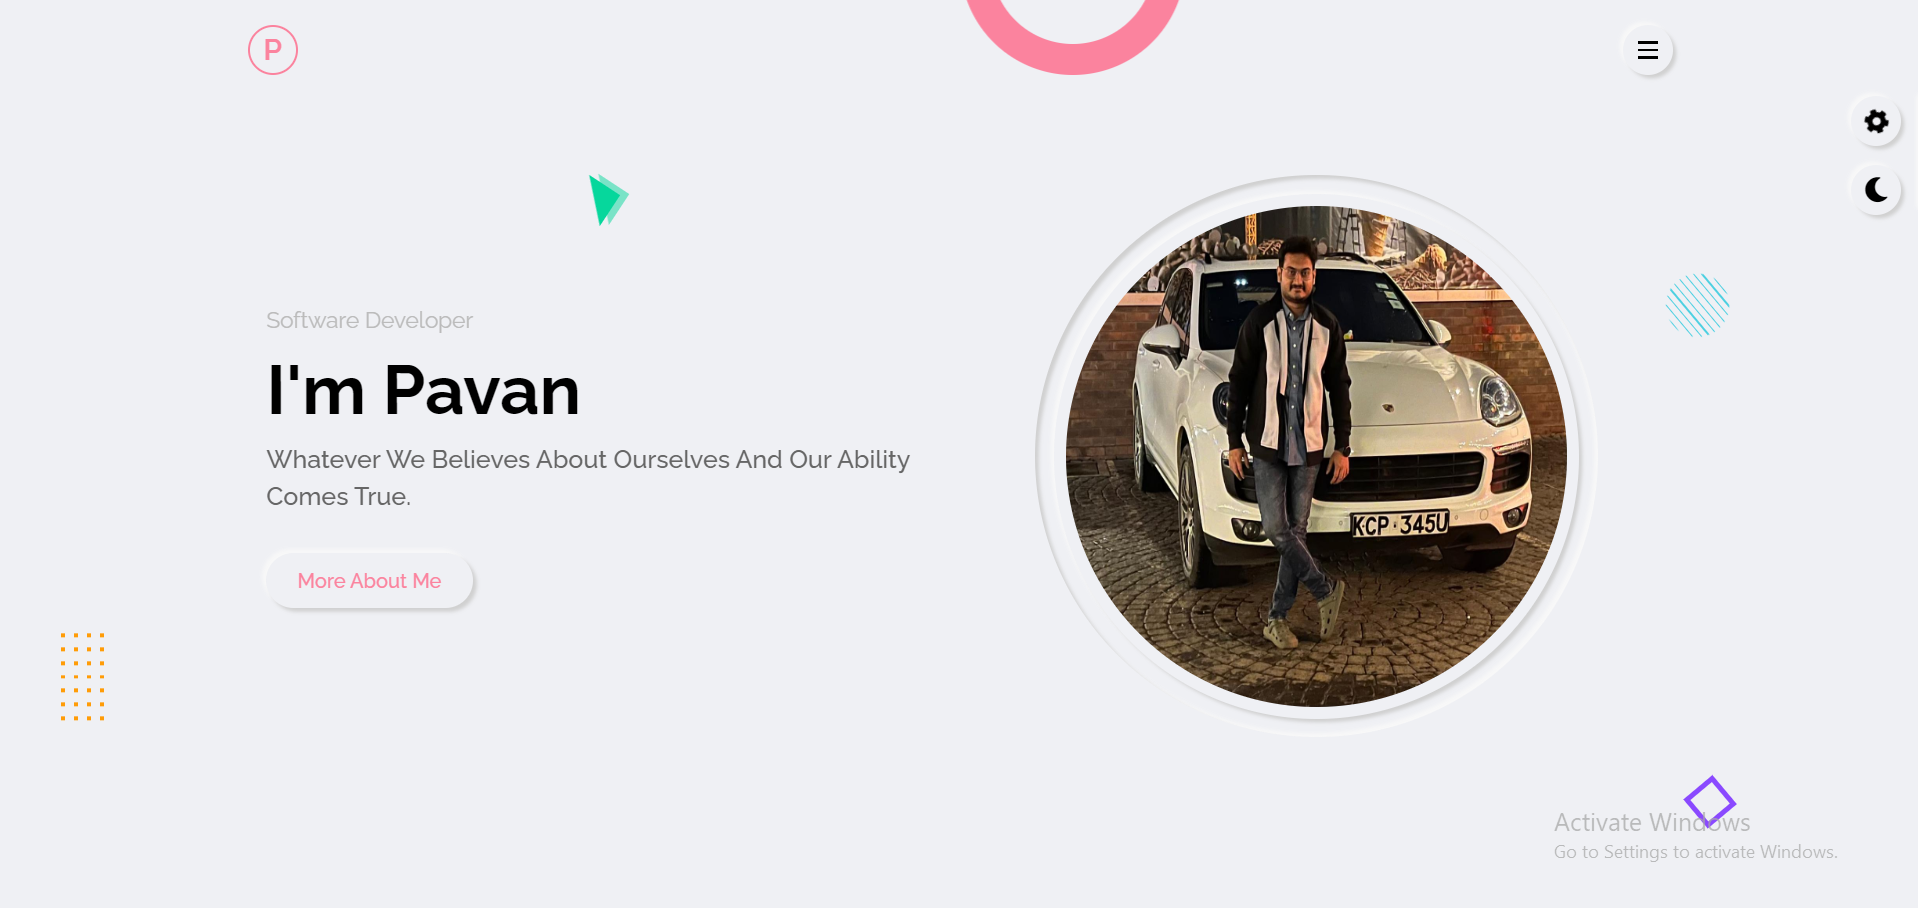 P
Software Developer
I'm Pavan
Whatever We Believes About Ourselves And Our Ability
Comes True.
More About Me
KCP 345U
Activate Windows
Go to Settings to activate Windows.